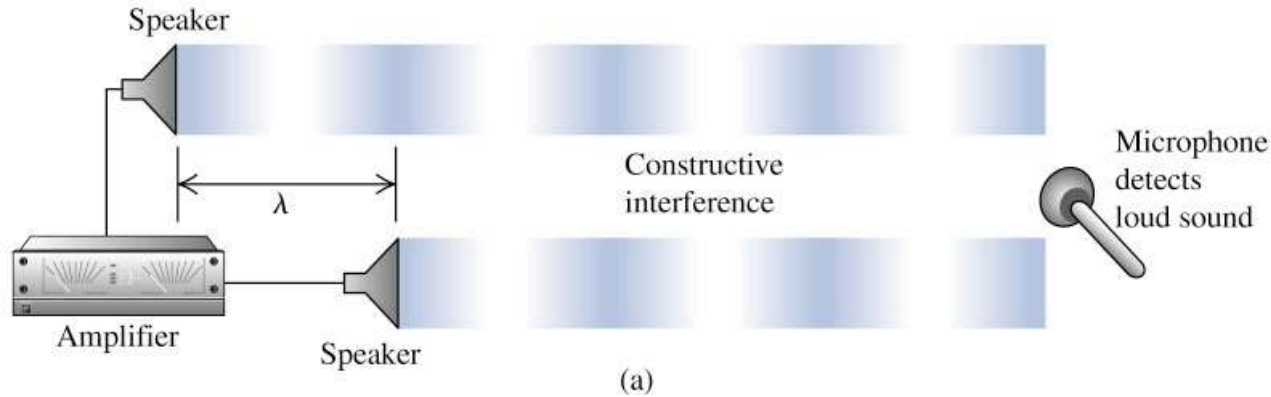 Speaker
Constructive
interference
λ
Microphone
detects
loud sound
Amplifier
Speaker
(a)